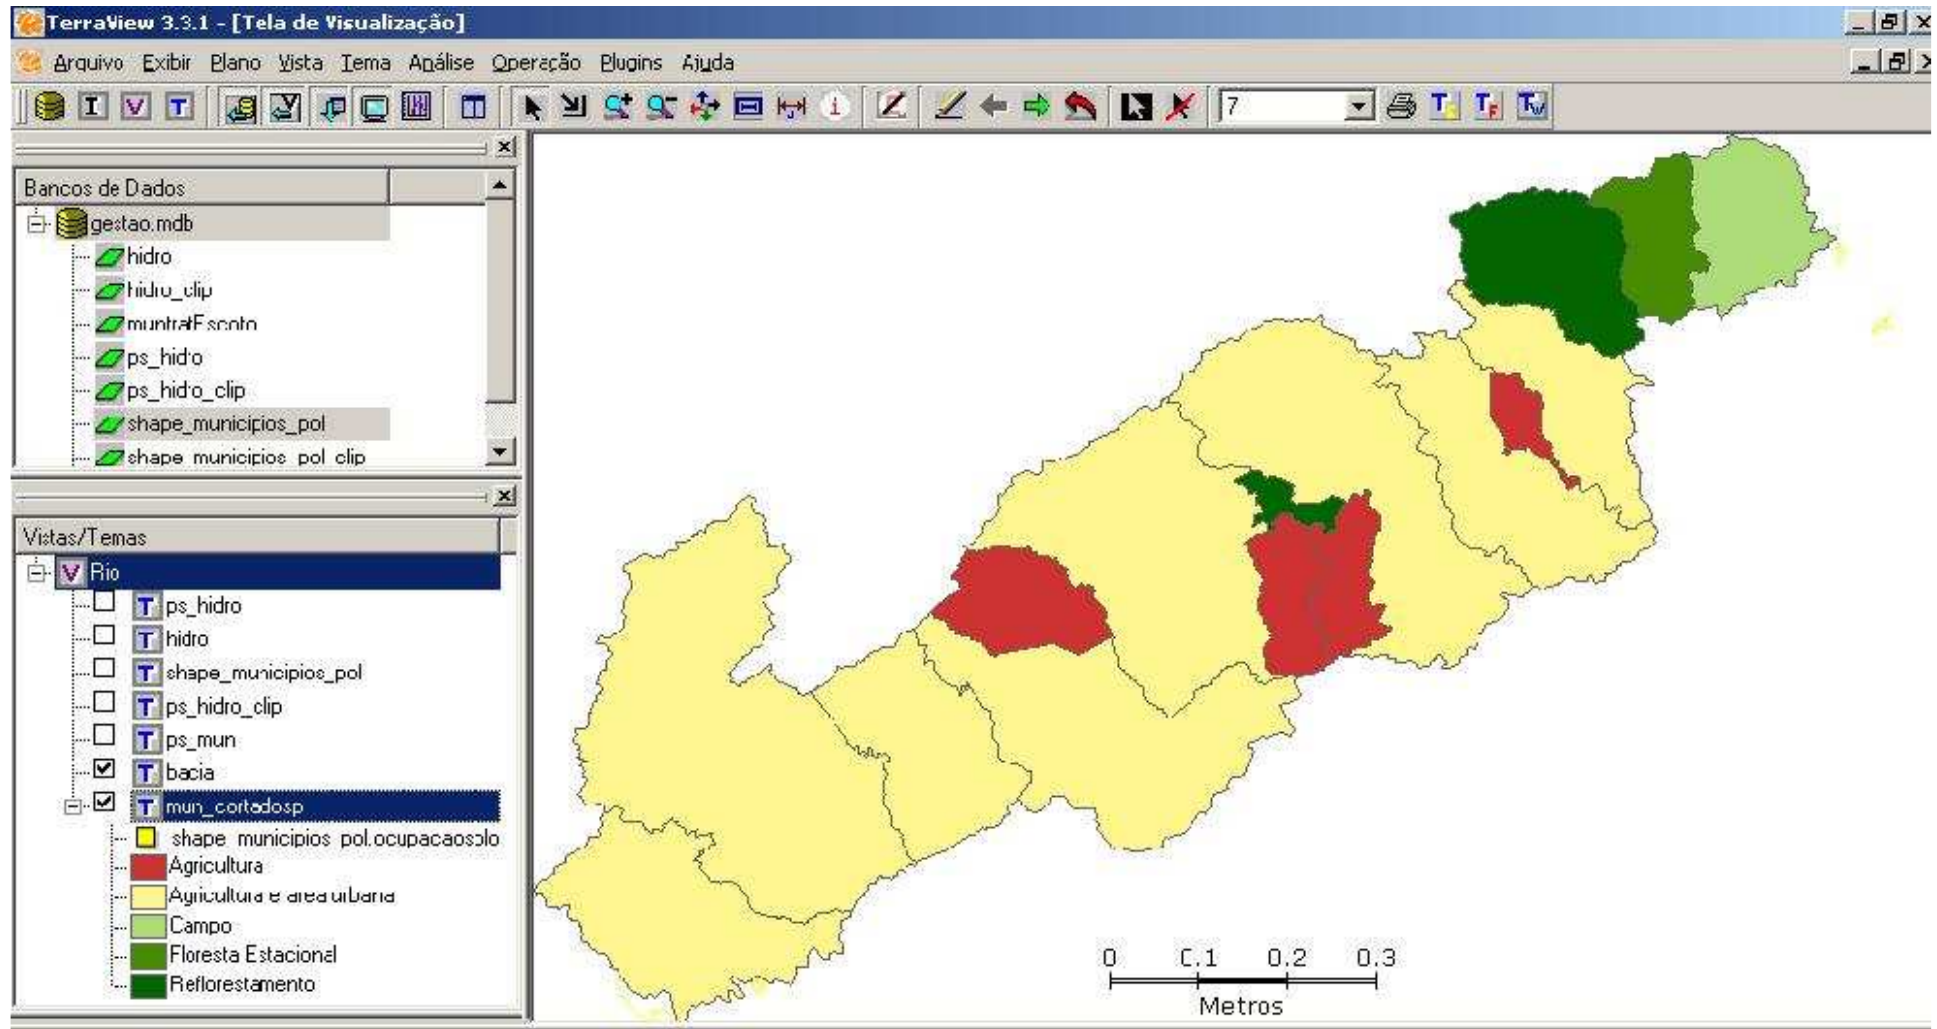 TerraView 3.3.1 - [Tela de Visualização]
Arquivo Exibir Plano Vista Tema Análise Operação Plugins Ajuda
7
Bancos de Dados
gestao.mdb
hidro
hidro_clip
muntratEsgoto
ps_hidro
ps_hidro_clip
shape_municipios_pol
shape_municipios_pol_clip
Vistas/Temas
Rio
ps_hidro
hidro
shape_municipios_pol
ps_hidro_clip
ps_mun
bacia
mun_cortadosp
shape_municipios_pol.ocupacaosolo
Agricultura
Agricultura e area urbana
Campo
Floresta Estacional
Reflorestamento
0 0.1 0.2 0.3
Metros